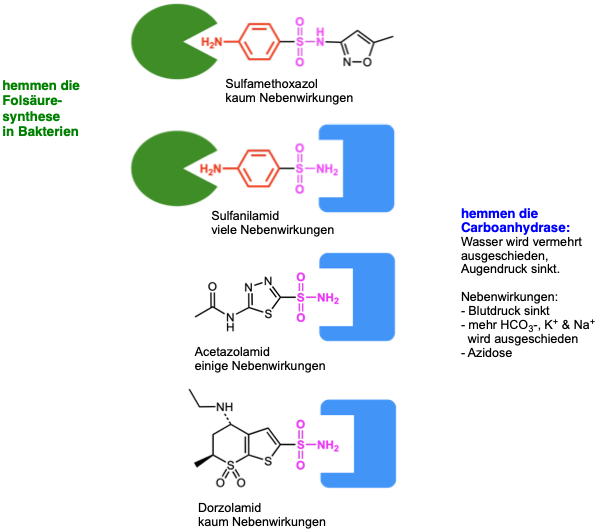 H₂N
O
S
O
H
N
N
O
Sulfamethoxazol
kaum Nebenwirkungen
hemmen die
Folsäure-
synthese
in Bakterien
H₂N
O
S
O
NH₂
Sulfanilamid
viele Nebenwirkungen
hemmen die
Carboanhydrase:
Wasser wird vermehrt
ausgeschieden,
Augendruck sinkt.
Nebenwirkungen:
- Blutdruck sinkt
- mehr HCO₃-, K⁺ & Na⁺
wird ausgeschieden
- Azidose
O
N
H
N
N
S
O
S
O
NH₂
Acetazolamid
einige Nebenwirkungen
NH
S
O
O
S
O
S
O
NH₂
Dorzolamid
kaum Nebenwirkungen